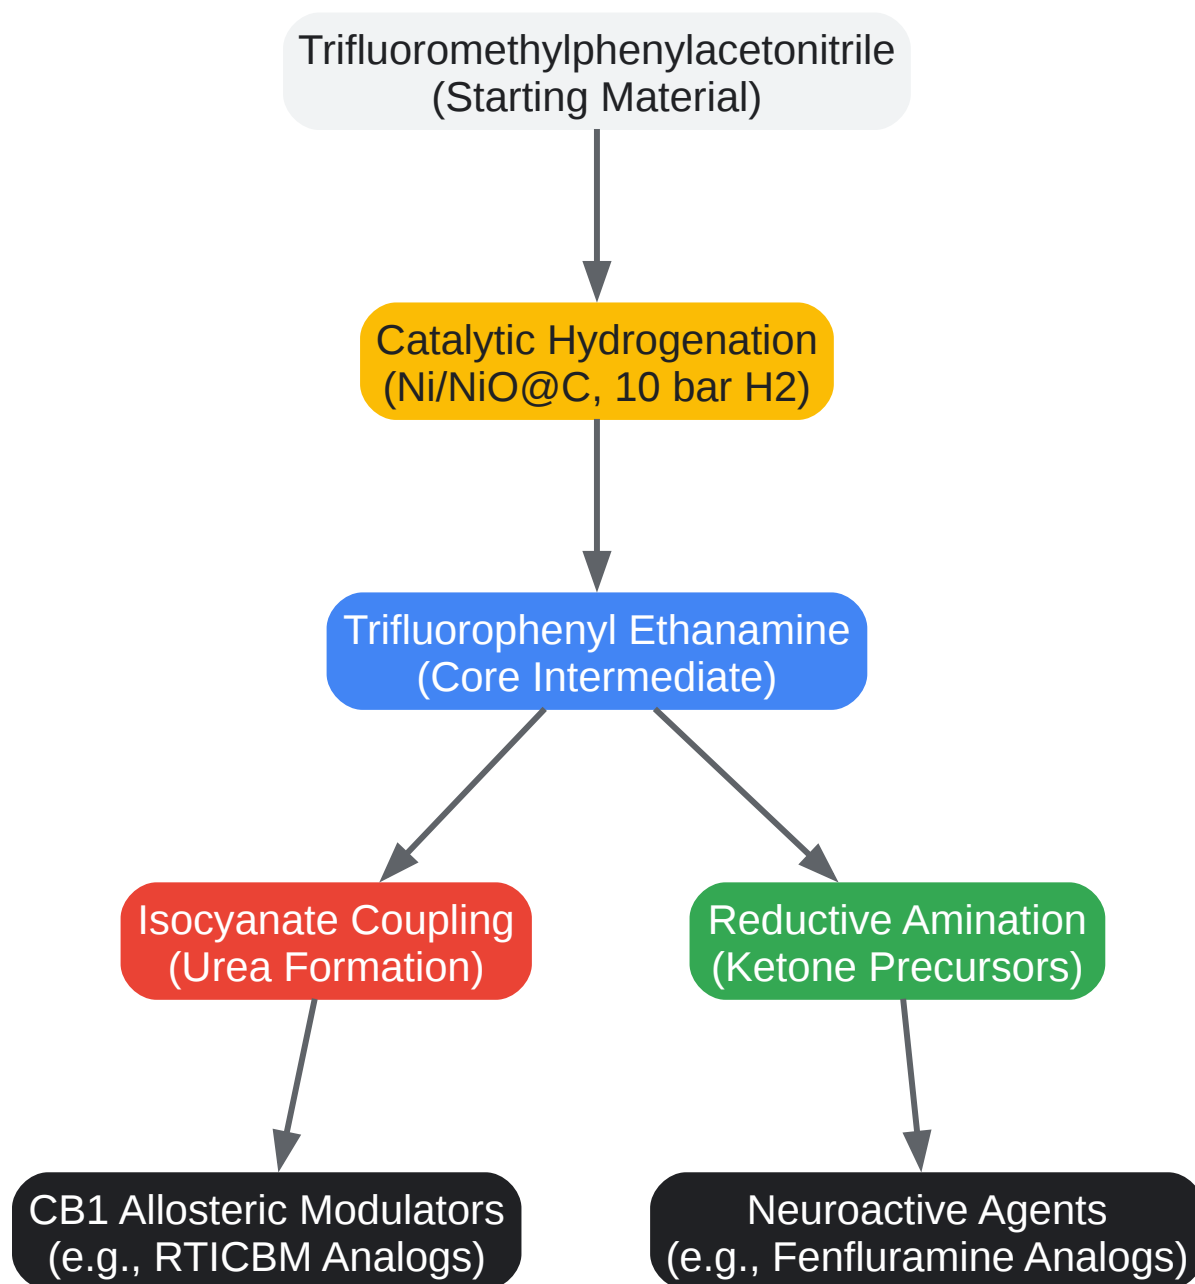 Trifluoromethylphenylacetonitrile
(Starting Material)
Catalytic Hydrogenation
(Ni/NiO@C, 10 bar H2)
Trifluorophenyl Ethanamine
(Core Intermediate)
Isocyanate Coupling
(Urea Formation)
Reductive Amination
(Ketone Precursors)
CB1 Allosteric Modulators
(e.g., RTICBM Analogs)
Neuroactive Agents
(e.g., Fenfluramine Analogs)